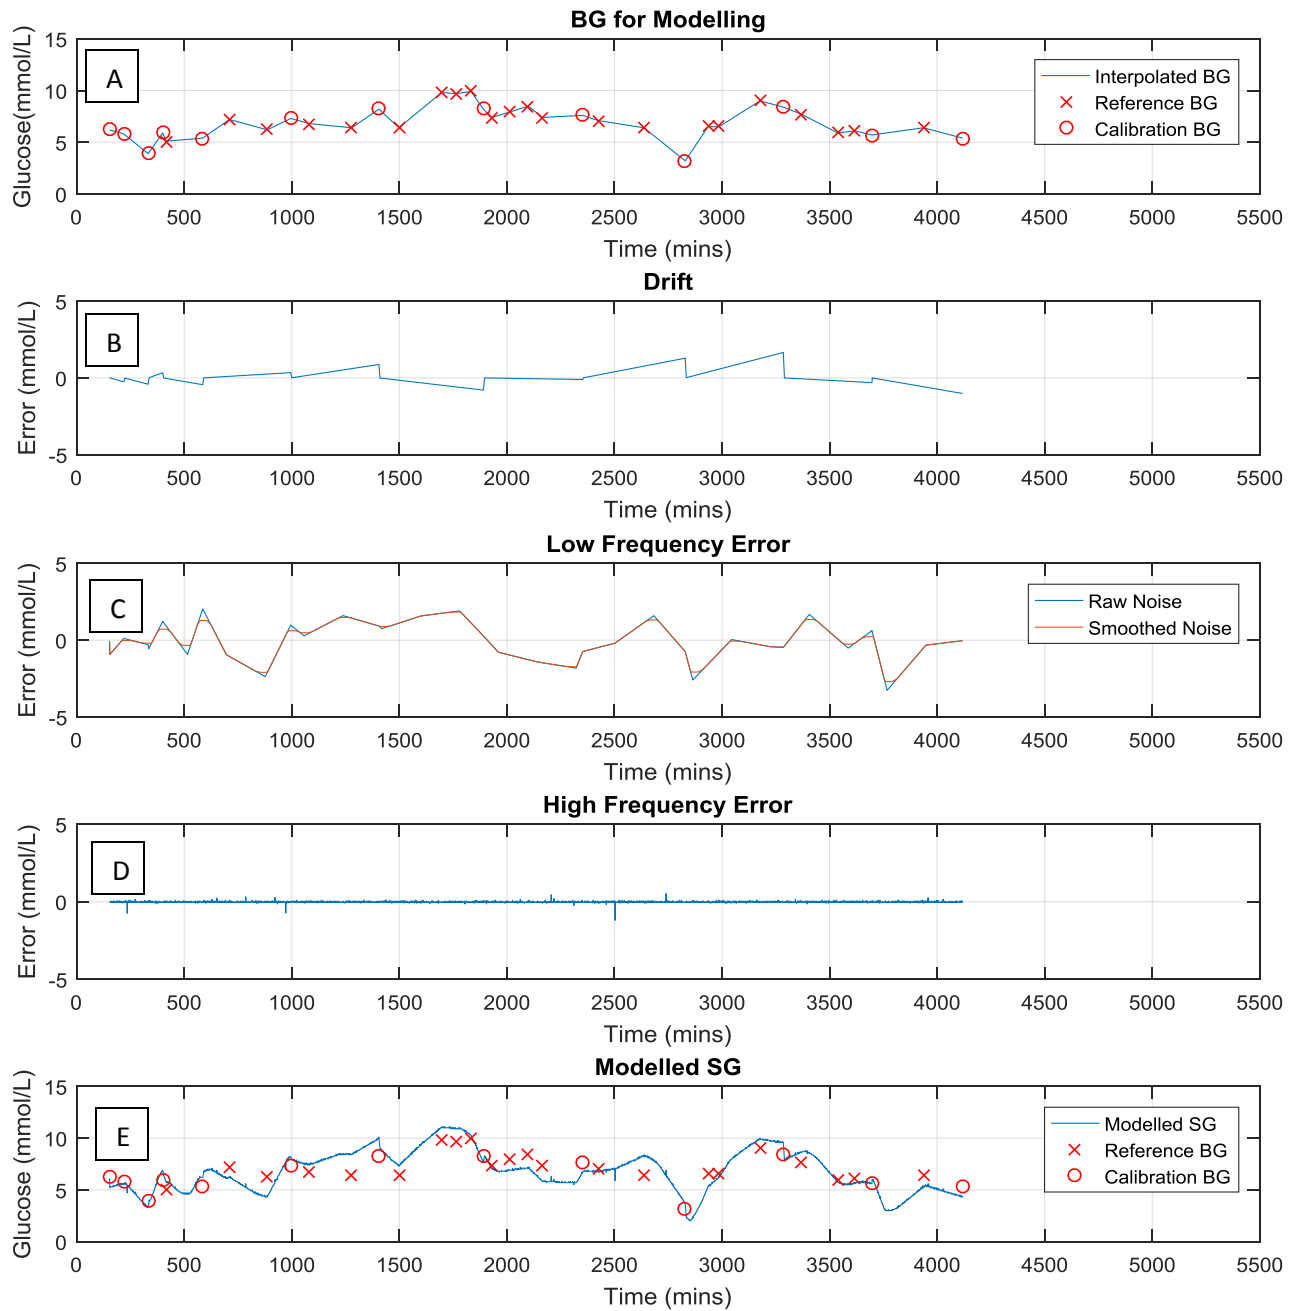 BG for Modelling
15
10
5
0
Glucose(mmol/L)
A
Interpolated BG
Reference BG
Calibration BG
0 500 1000 1500 2000 2500 3000 3500 4000 4500 5000 5500
Time (mins)
Drift
5
0
-5
Error (mmol/L)
B
0 500 1000 1500 2000 2500 3000 3500 4000 4500 5000 5500
Time (mins)
Low Frequency Error
5
0
-5
Error (mmol/L)
C
Raw Noise
Smoothed Noise
0 500 1000 1500 2000 2500 3000 3500 4000 4500 5000 5500
Time (mins)
High Frequency Error
5
0
-5
Error (mmol/L)
D
0 500 1000 1500 2000 2500 3000 3500 4000 4500 5000 5500
Time (mins)
Modelled SG
15
10
5
0
Glucose (mmol/L)
E
Modelled SG
Reference BG
Calibration BG
0 500 1000 1500 2000 2500 3000 3500 4000 4500 5000 5500
Time (mins)